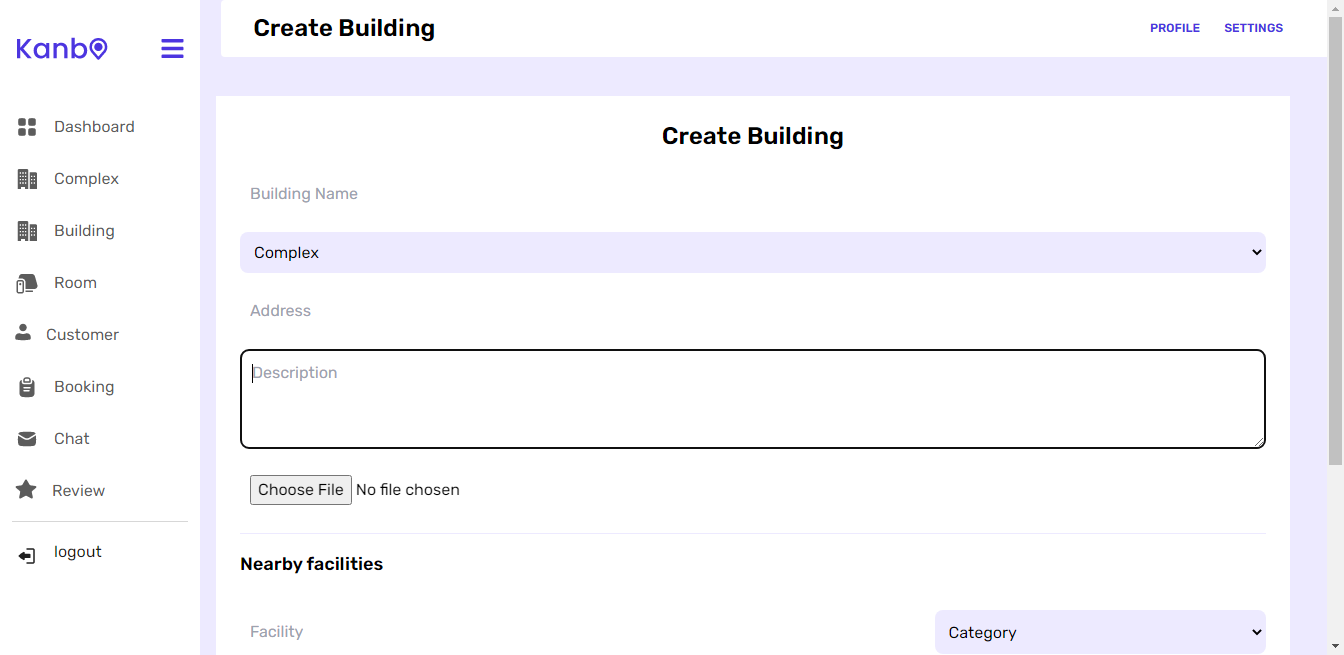 Kanbo
Create Building
PROFILE SETTINGS
Dashboard
Complex
Building
Room
Customer
Booking
Chat
Review
logout
Create Building
Building Name
Complex
Address
Description
Choose File No file chosen
Nearby facilities
Facility Category